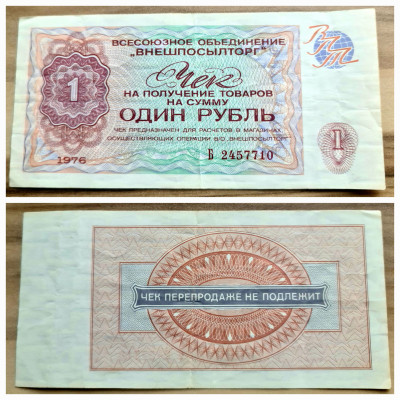 ВСЕСОЮЗНОЕ ОБЪЕДИНЕНИЕ
"ВНЕШПОСЫЛТОРГ"
ВПТ
Чек
НА ПОЛУЧЕНИЕ ТОВАРОВ
НА СУММУ
ОДИН РУБЛЬ
ЧЕК ПРЕДНАЗНАЧЕН ДЛЯ РАСЧЕТОВ В МАГАЗИНАХ,
ОСУЩЕСТВЛЯЮЩИХ ОПЕРАЦИИ В/О „ВНЕШПОСЫЛТОРГ"
1
1
1976
Б 2457710
ЧЕК ПЕРЕПРОДАЖЕ НЕ ПОДЛЕЖИТ